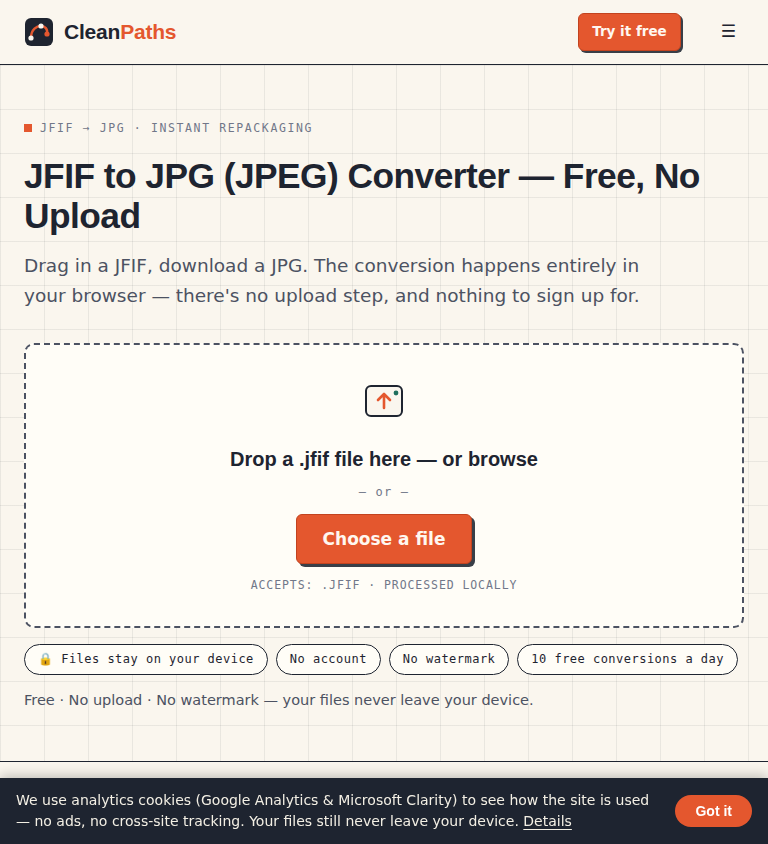 CleanPaths
Try it free
☰
JFIF → JPG · INSTANT REPACKAGING
JFIF to JPG (JPEG) Converter — Free, No
Upload
Drag in a JFIF, download a JPG. The conversion happens entirely in
your browser — there's no upload step, and nothing to sign up for.
Drop a .jfif file here — or browse
— or —
Choose a file
ACCEPTS: .JFIF · PROCESSED LOCALLY
🔒 Files stay on your device
No account
No watermark
10 free conversions a day
Free · No upload · No watermark — your files never leave your device.
We use analytics cookies (Google Analytics & Microsoft Clarity) to see how the site is used
— no ads, no cross-site tracking. Your files still never leave your device. Details
Got it